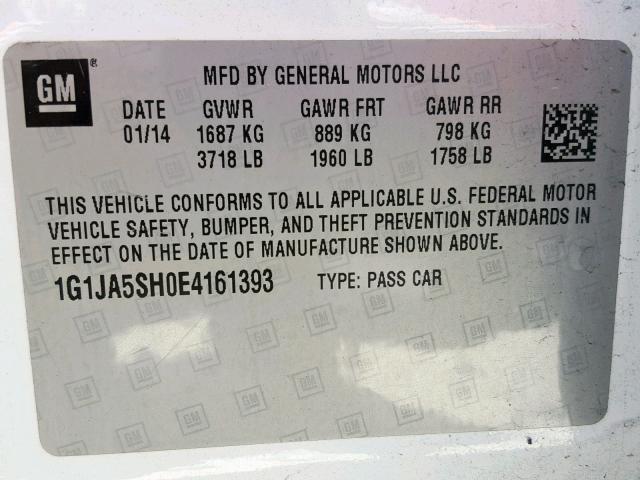 GM ®
MFD BY GENERAL MOTORS LLC
DATE GVWR GAWR FRT GAWR RR
01/14 1687 KG 889 KG 798 KG
3718 LB 1960 LB 1758 LB
THIS VEHICLE CONFORMS TO ALL APPLICABLE U.S. FEDERAL MOTOR
VEHICLE SAFETY, BUMPER, AND THEFT PREVENTION STANDARDS IN
EFFECT ON THE DATE OF MANUFACTURE SHOWN ABOVE.
1G1JA5SH0E4161393 TYPE: PASS CAR